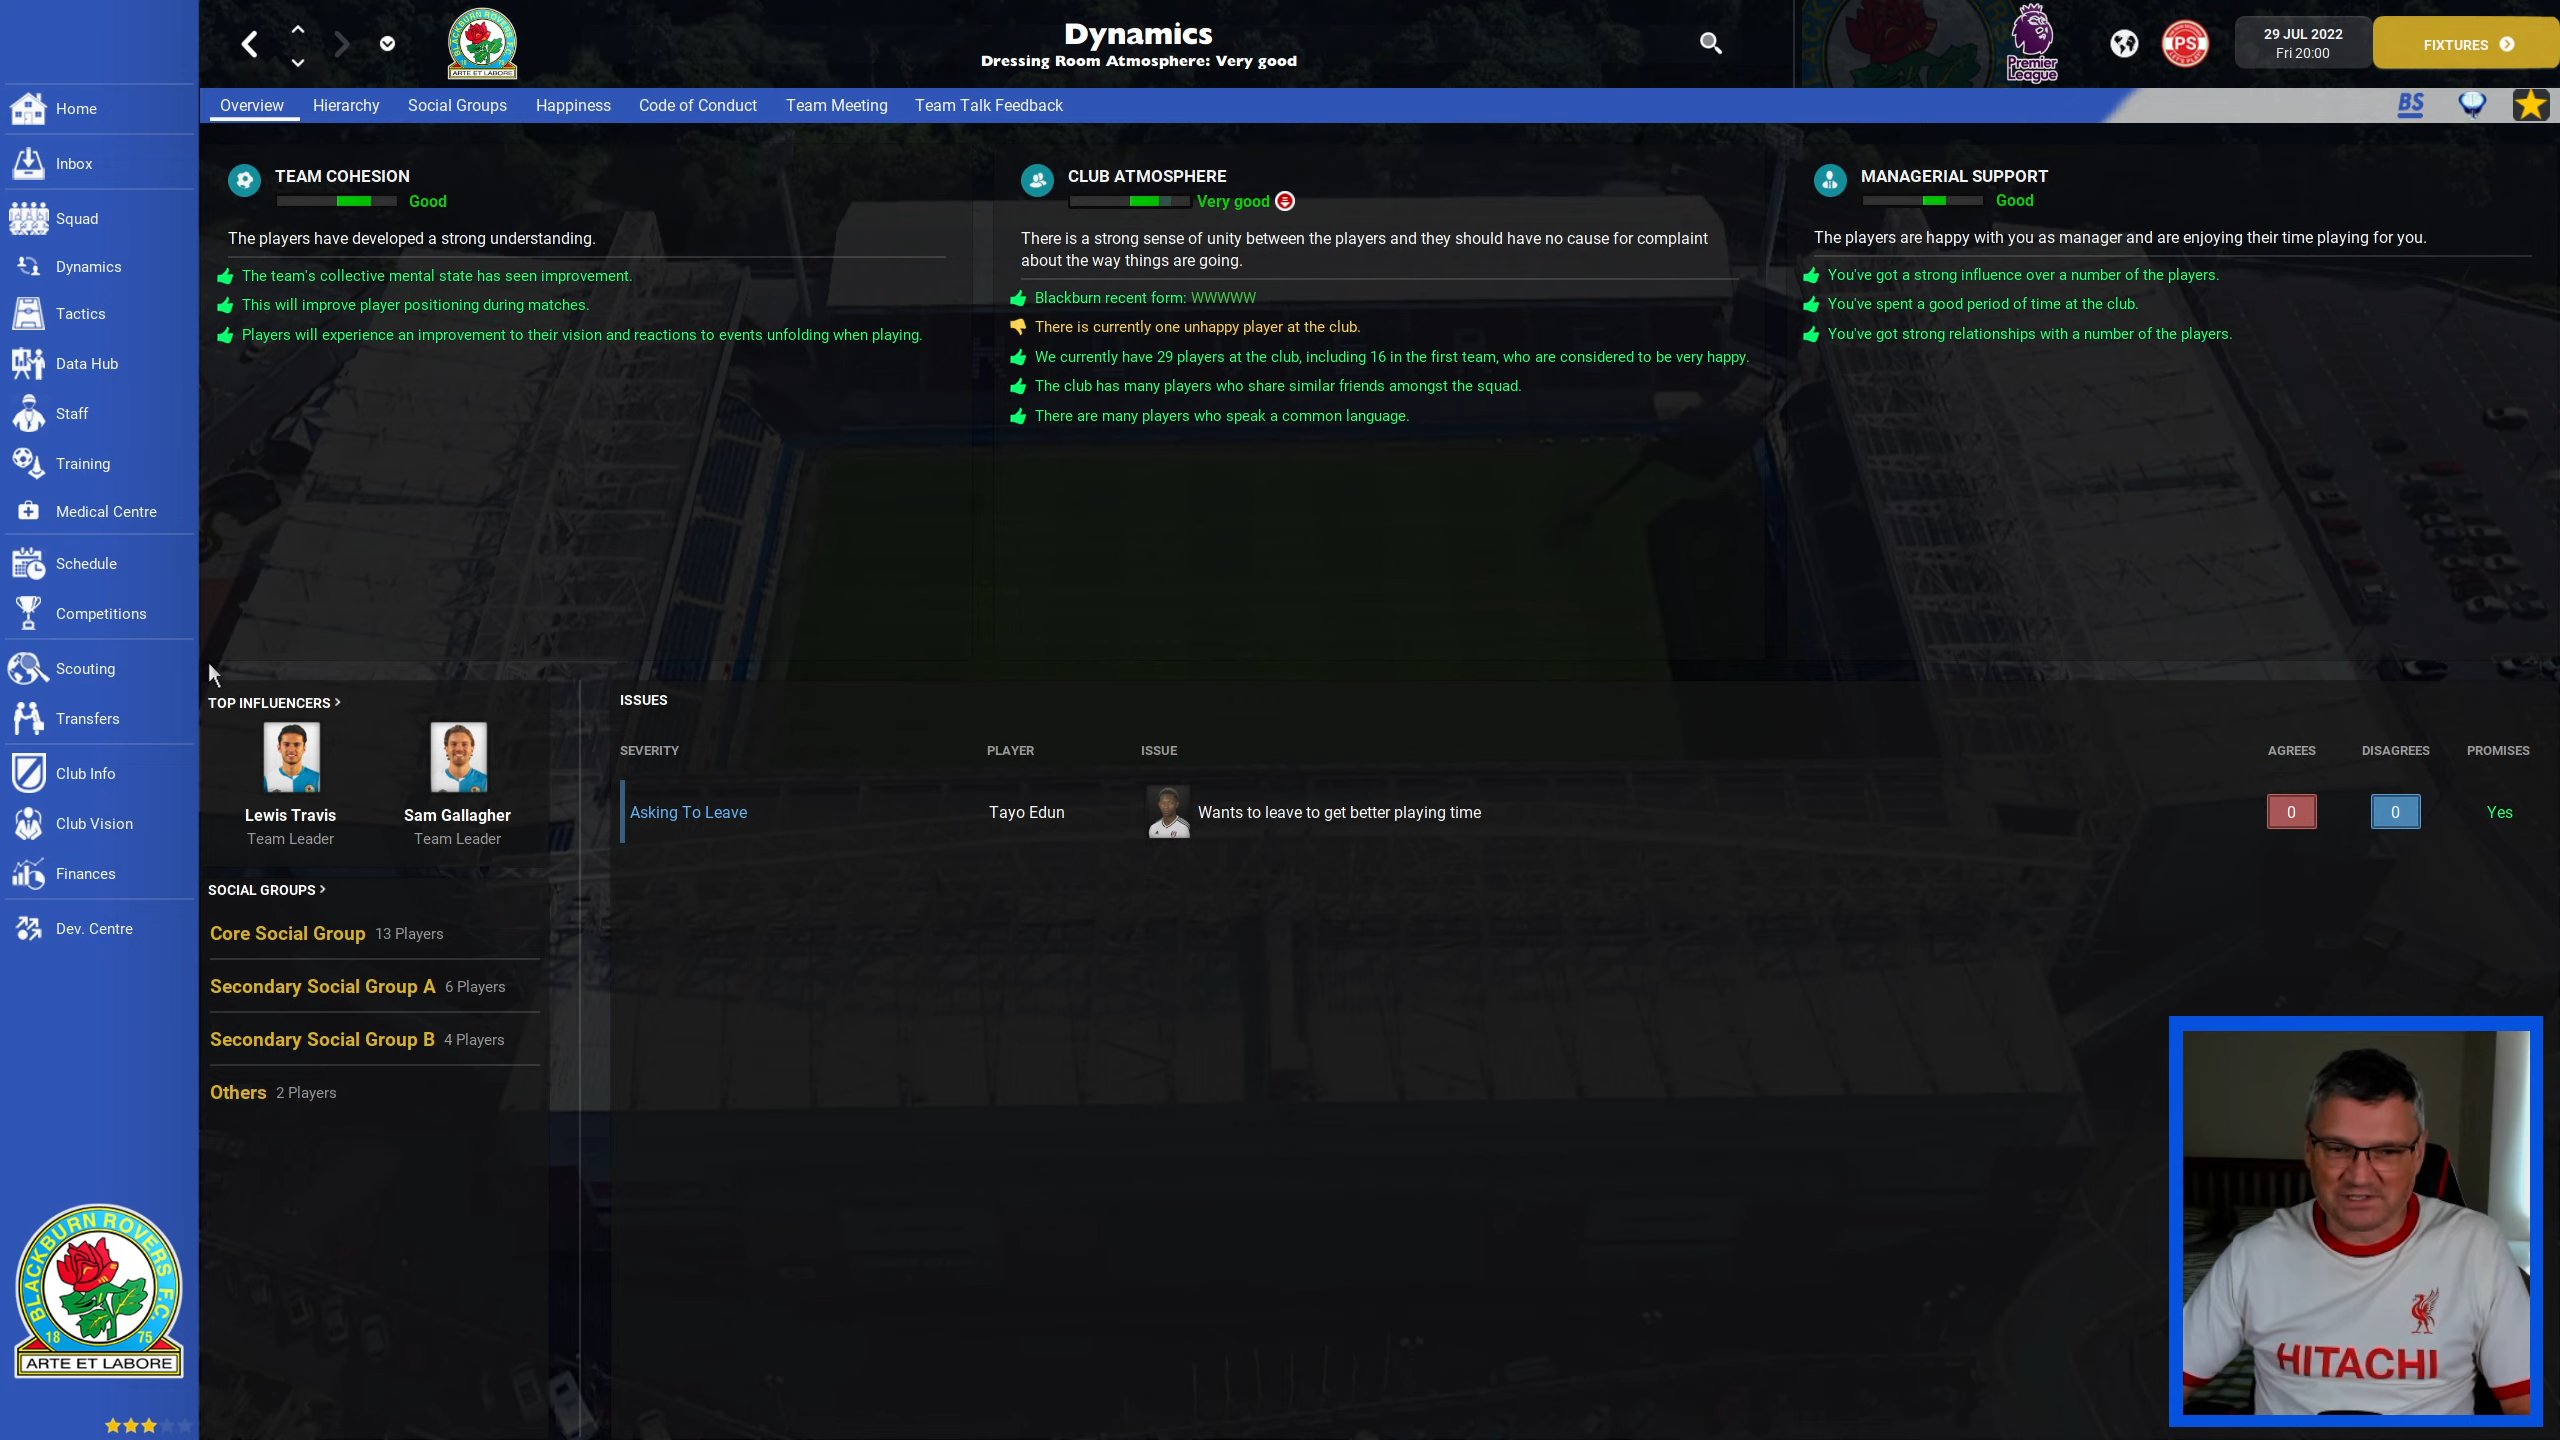 Dynamics
Dressing Room Atmosphere: Very good
Premier League
PS
29 JUL 2022
Fri 20:00
FIXTURES
Overview
Hierarchy
Social Groups
Happiness
Code of Conduct
Team Meeting
Team Talk Feedback
BS
Home
Inbox
Squad
Dynamics
Tactics
Data Hub
Staff
Training
Medical Centre
Schedule
Competitions
Scouting
Transfers
Club Info
Club Vision
Finances
Dev. Centre
BLACKBURN ROVERS F.C.
18 75
ARTE ET LABORE
TEAM COHESION
Good
The players have developed a strong understanding.
The team's collective mental state has seen improvement.
This will improve player positioning during matches.
Players will experience an improvement to their vision and reactions to events unfolding when playing.
CLUB ATMOSPHERE
Very good
There is a strong sense of unity between the players and they should have no cause for complaint
about the way things are going.
Blackburn recent form: WWWWW
There is currently one unhappy player at the club.
We currently have 29 players at the club, including 16 in the first team, who are considered to be very happy.
The club has many players who share similar friends amongst the squad.
There are many players who speak a common language.
MANAGERIAL SUPPORT
Good
The players are happy with you as manager and are enjoying their time playing for you.
You've got a strong influence over a number of the players.
You've spent a good period of time at the club.
You've got strong relationships with a number of the players.
TOP INFLUENCERS
Lewis Travis
Team Leader
Sam Gallagher
Team Leader
SOCIAL GROUPS
Core Social Group 13 Players
Secondary Social Group A 6 Players
Secondary Social Group B 4 Players
Others 2 Players
ISSUES
SEVERITY PLAYER ISSUE AGREES DISAGREES PROMISES
Asking To Leave Tayo Edun Wants to leave to get better playing time 0 0 Yes
HITACHI